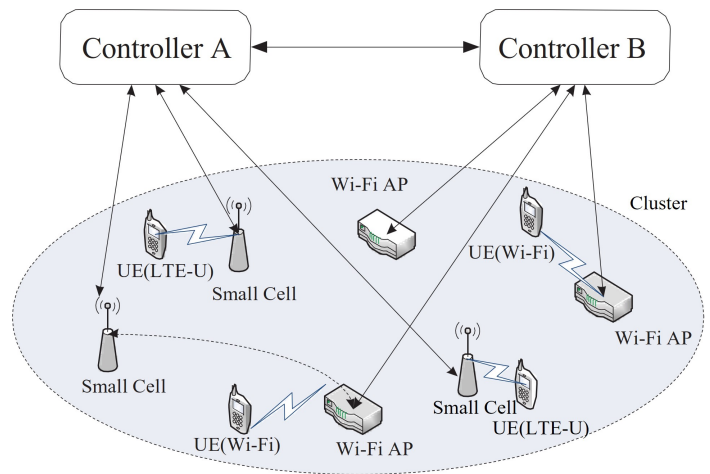 Controller A
Controller B
Wi-Fi AP
Cluster
UE(Wi-Fi)
UE(LTE-U)
Small Cell
Wi-Fi AP
Small Cell
Small Cell
UE(LTE-U)
UE(Wi-Fi)
Wi-Fi AP